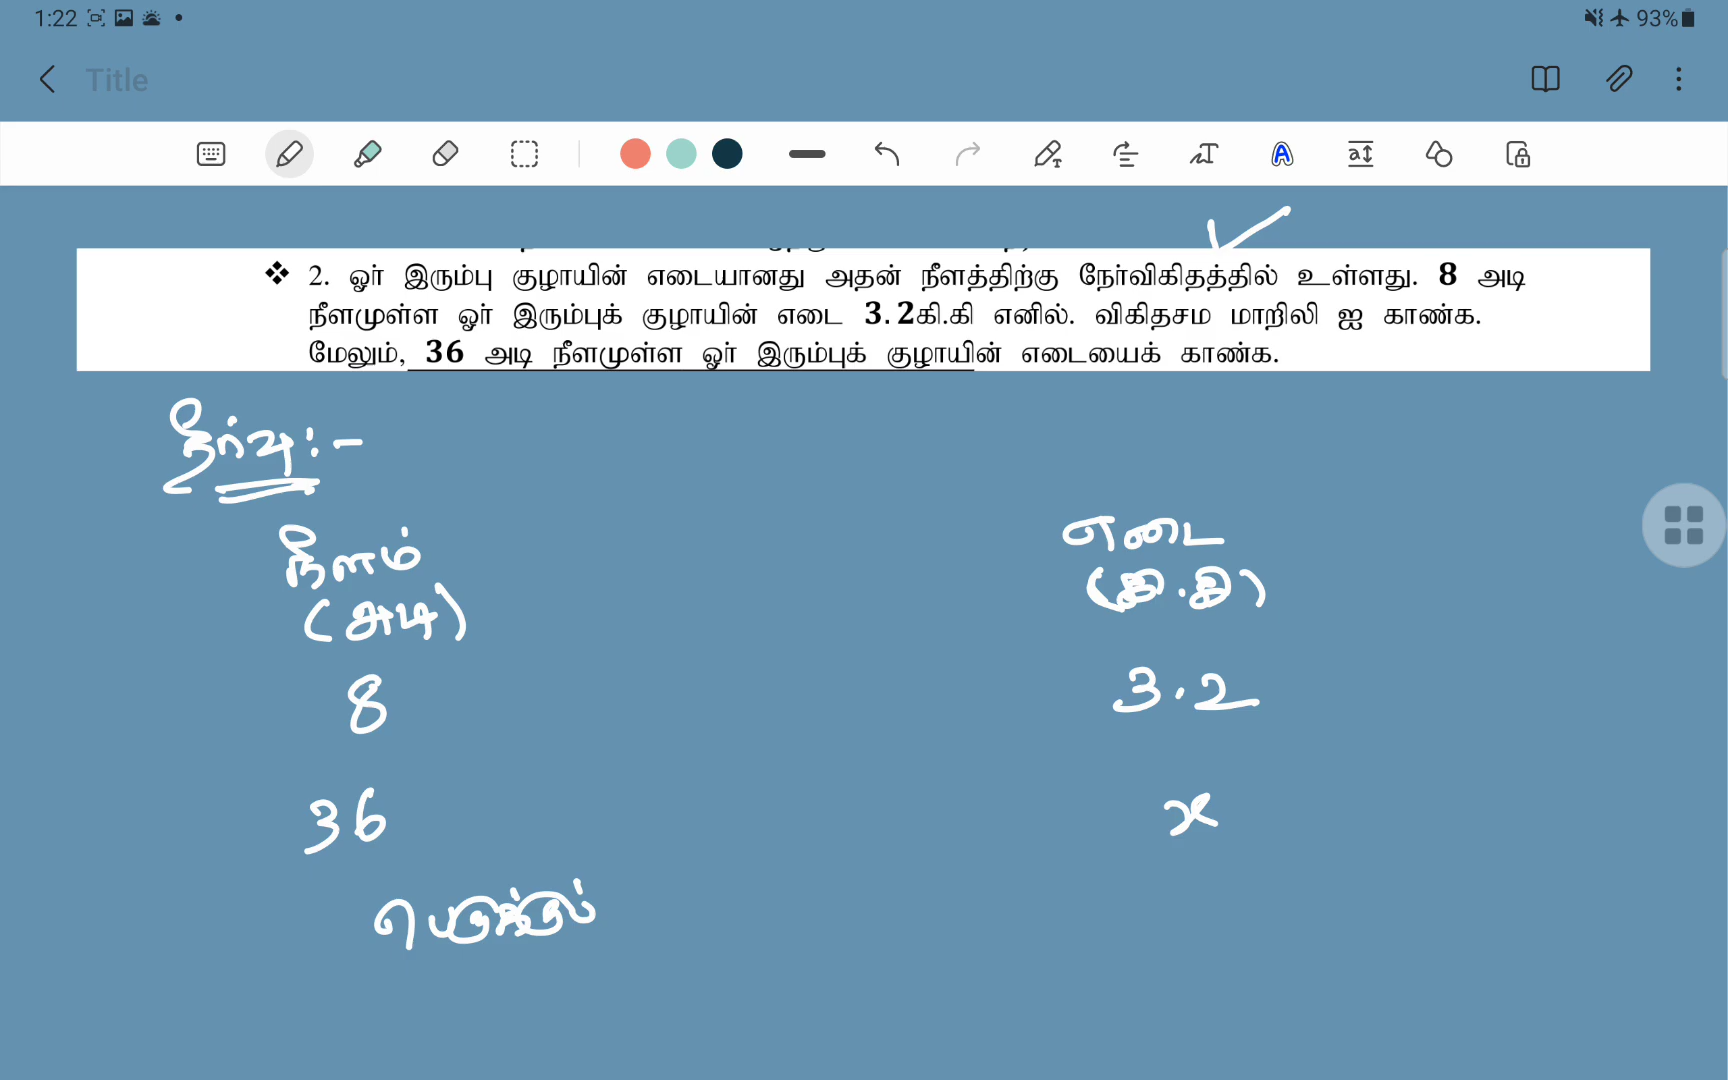 1:22
93%
Title
❖ 2. ஓர் இரும்பு குழாயின் எடையானது அதன் நீளத்திற்கு நேர்விகிதத்தில் உள்ளது. 8 அடி
நீளமுள்ள ஓர் இரும்புக் குழாயின் எடை 3.2கி.கி எனில். விகிதசம மாறிலி ஐ காண்க.
மேலும், 36 அடி நீளமுள்ள ஓர் இரும்புக் குழாயின் எடையைக் காண்க.
தீர்வு:-
நீளம் எடை
(அடி) (கி.கி)
8 3.2
36 x